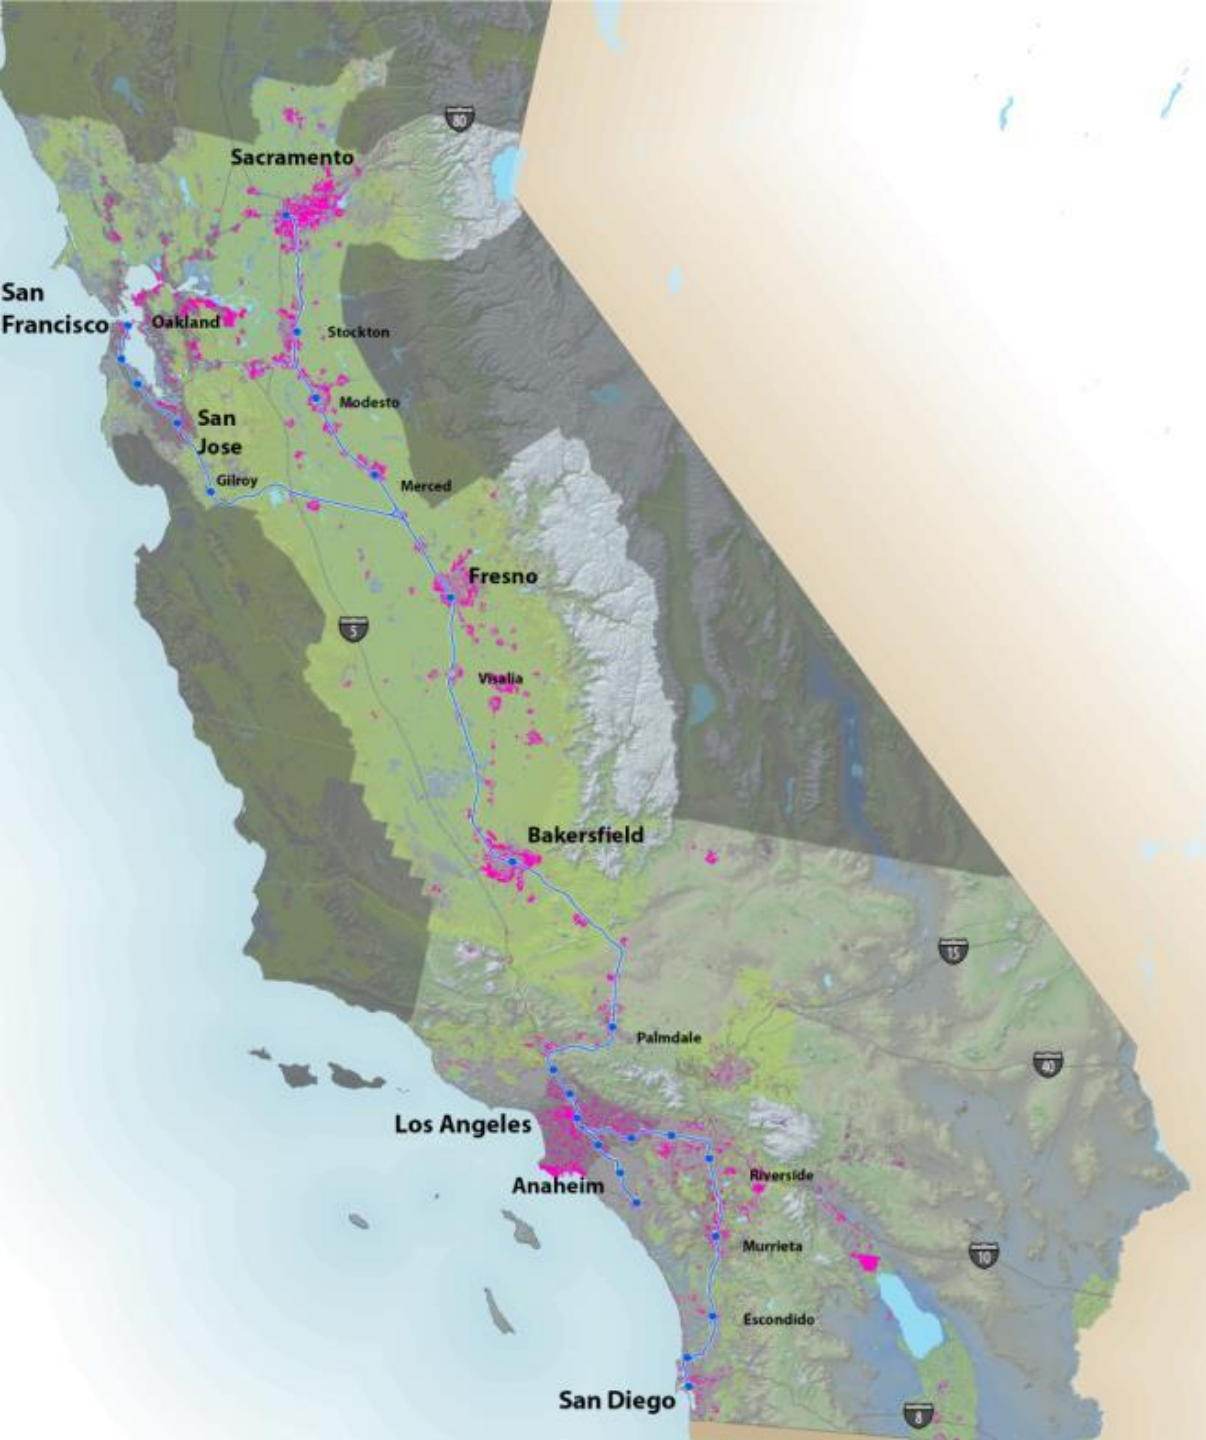 80
Sacramento
San
Francisco
Oakland
Stockton
Modesto
San
Jose
Gilroy
Merced
Fresno
5
Visalia
Bakersfield
15
Palmdale
40
Los Angeles
Anaheim
Riverside
Murrieta
10
Escondido
San Diego
8